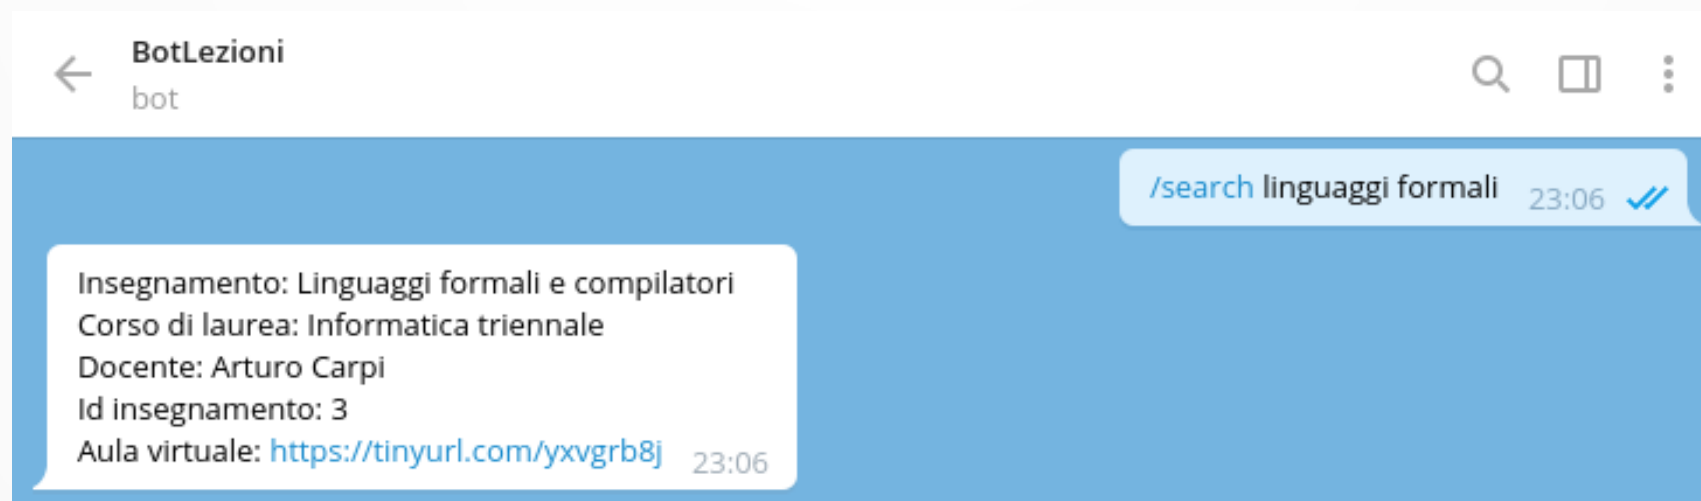 BotLezioni
bot
/search linguaggi formali 23:06
Insegnamento: Linguaggi formali e compilatori
Corso di laurea: Informatica triennale
Docente: Arturo Carpi
Id insegnamento: 3
Aula virtuale: https://tinyurl.com/yxvgrb8j 23:06